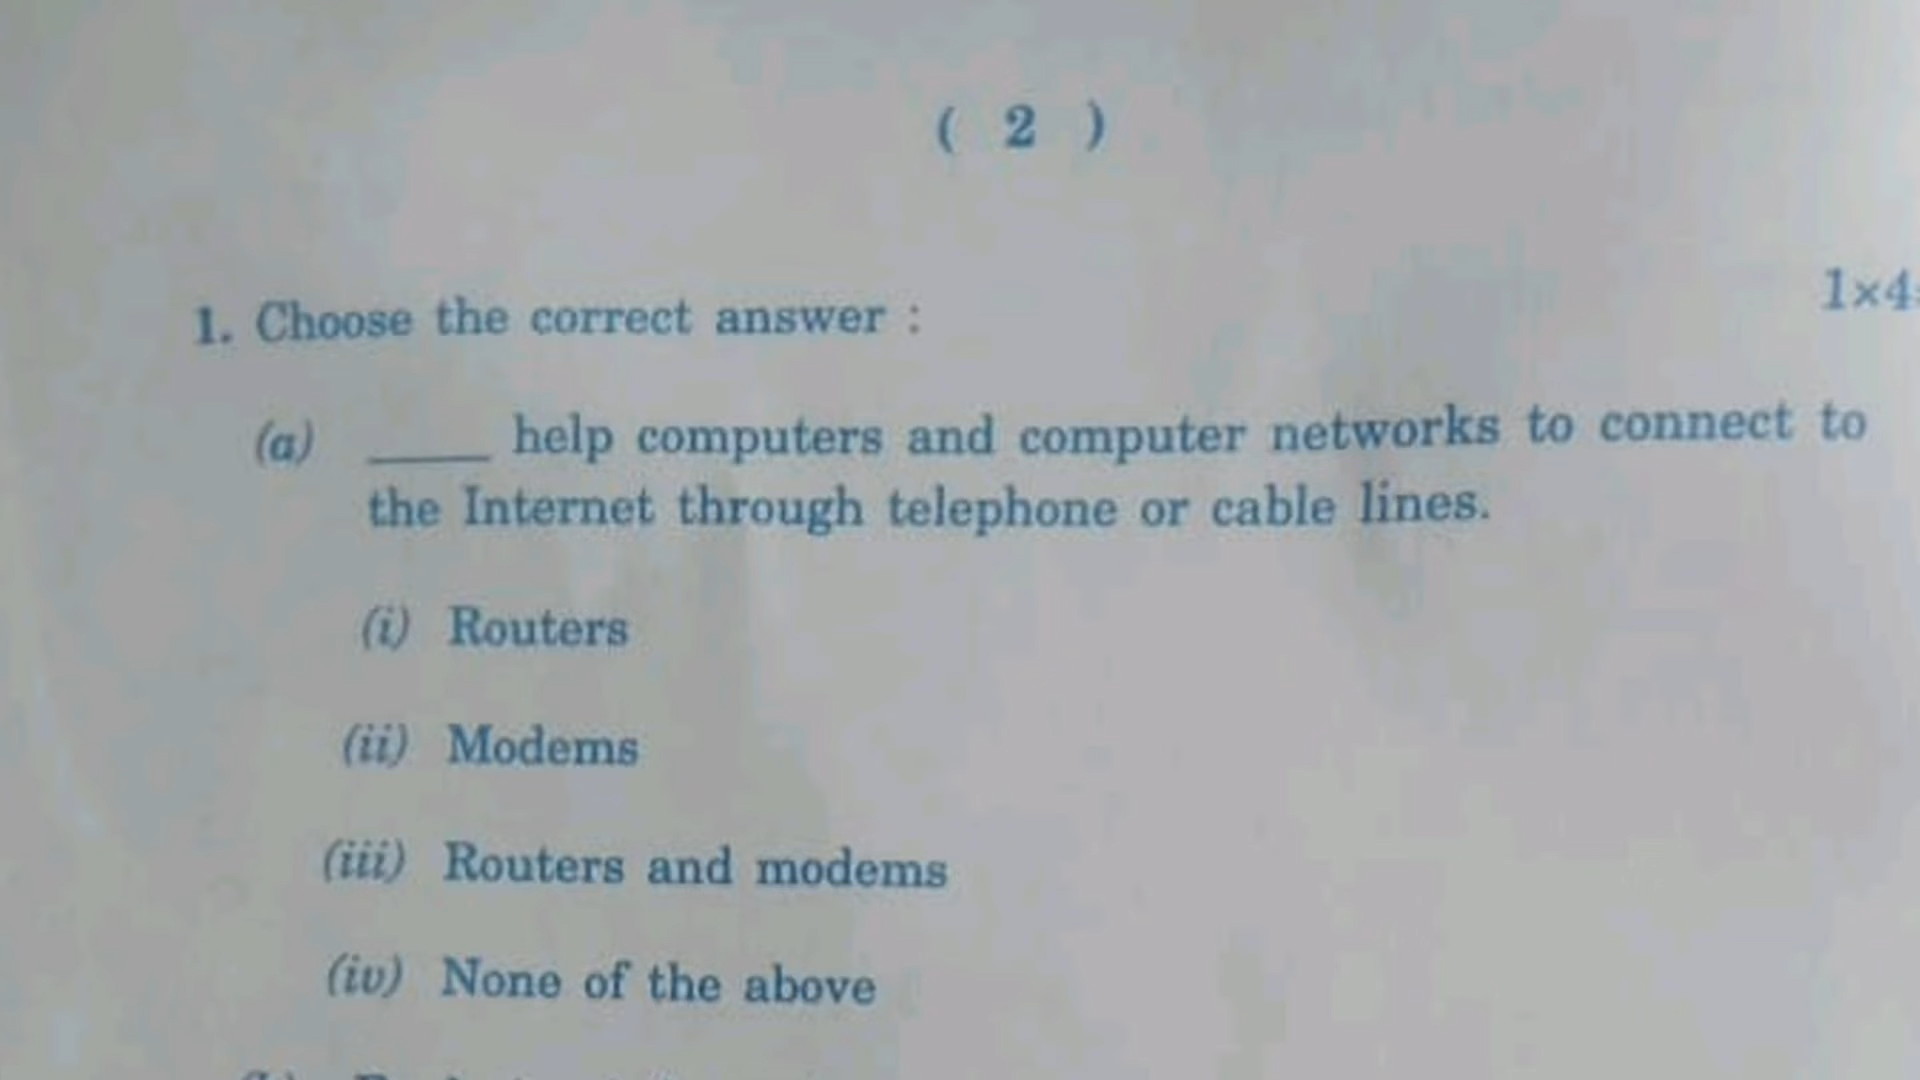 ( 2 )
1. Choose the correct answer : 1×4
(a) ____ help computers and computer networks to connect to
the Internet through telephone or cable lines.
(i) Routers
(ii) Modems
(iii) Routers and modems
(iv) None of the above